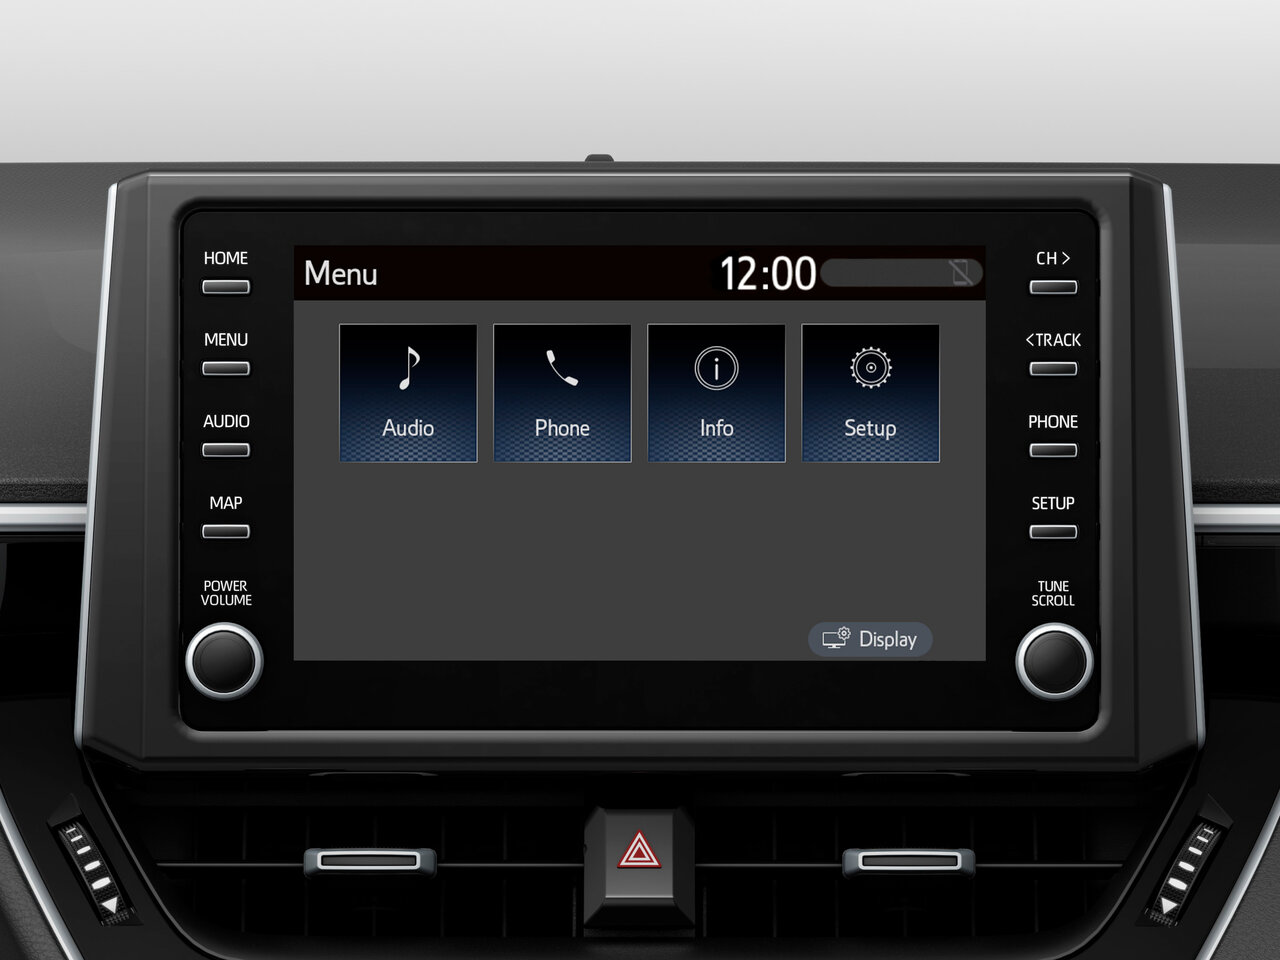 HOME
MENU
AUDIO
MAP
POWER
VOLUME
Menu
12:00
Audio
Phone
Info
Setup
Display
CH >
<TRACK
PHONE
SETUP
TUNE
SCROLL